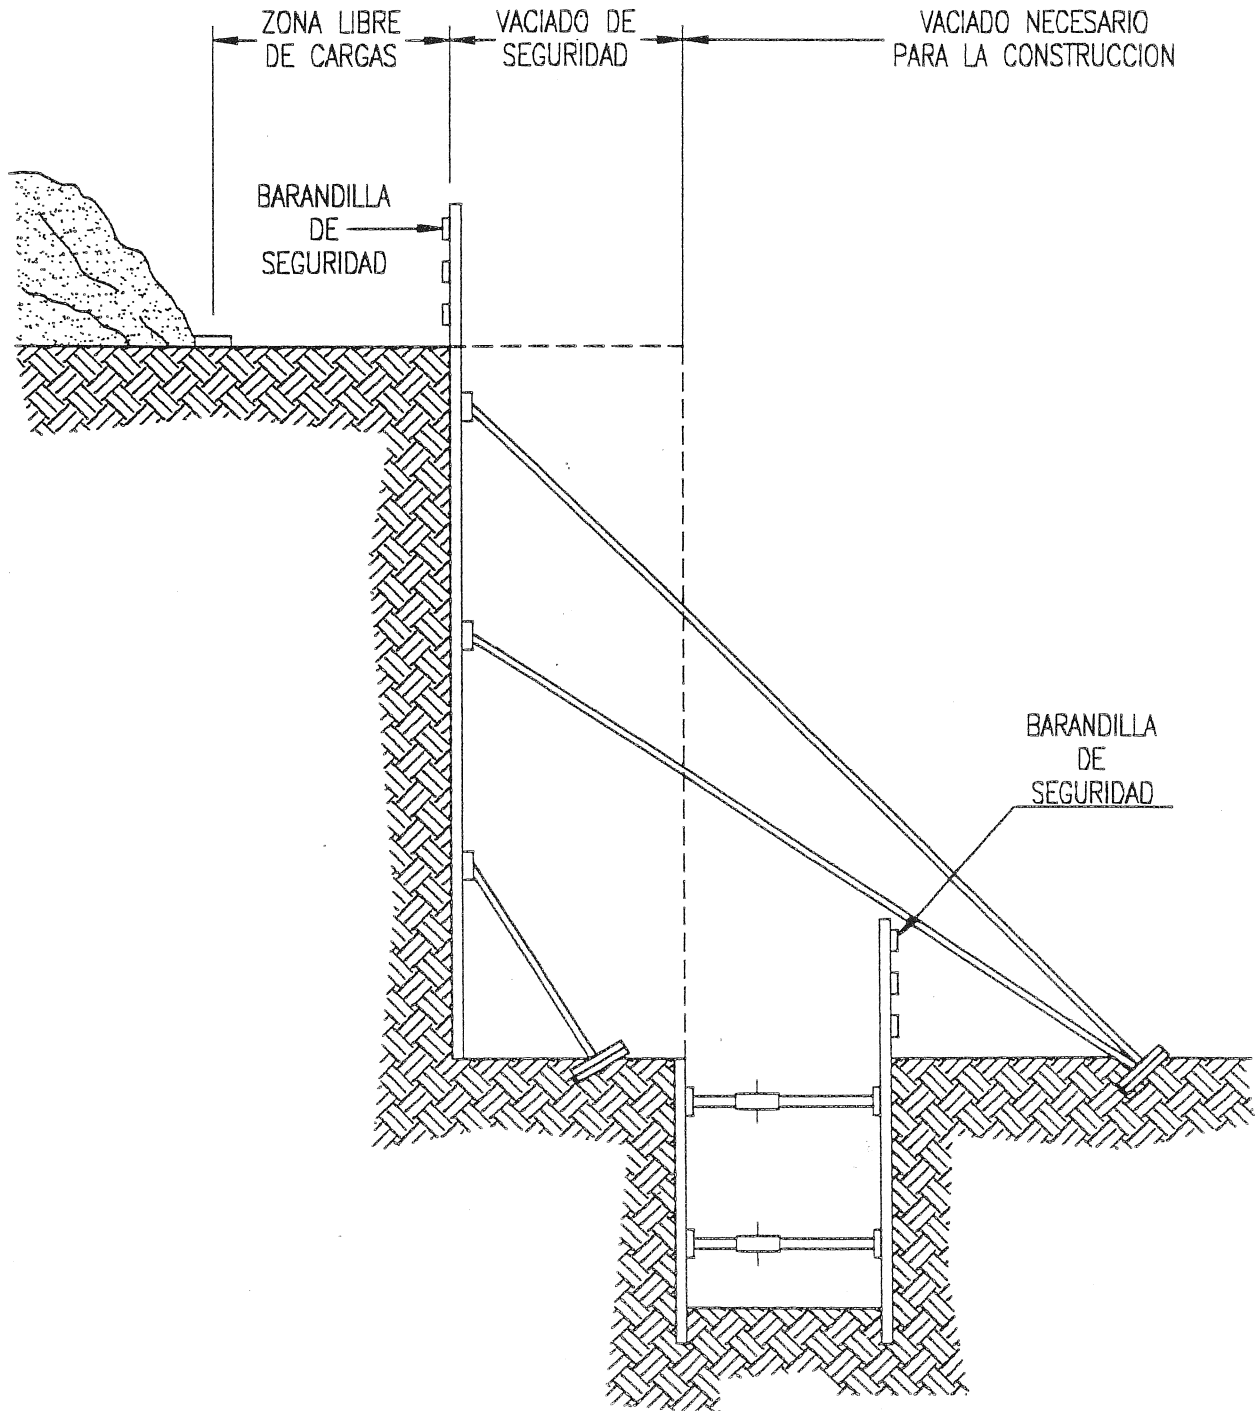 ZONA LIBRE
DE CARGAS
VACIADO DE
SEGURIDAD
VACIADO NECESARIO
PARA LA CONSTRUCCION
BARANDILLA
DE
SEGURIDAD
BARANDILLA
DE
SEGURIDAD